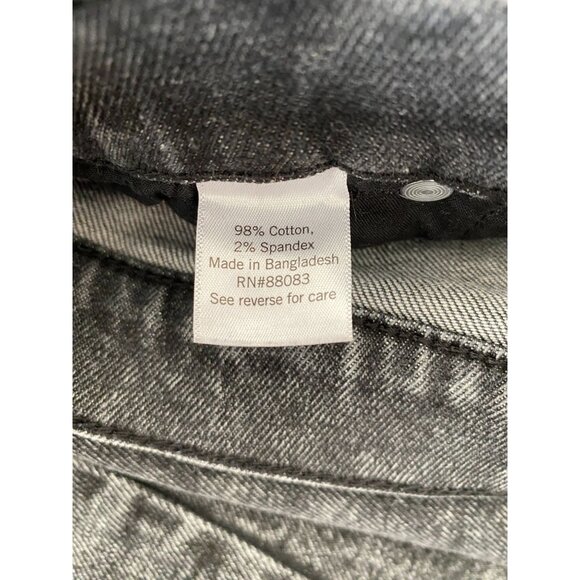 98% Cotton,
2% Spandex
Made in Bangladesh
RN#88083
See reverse for care